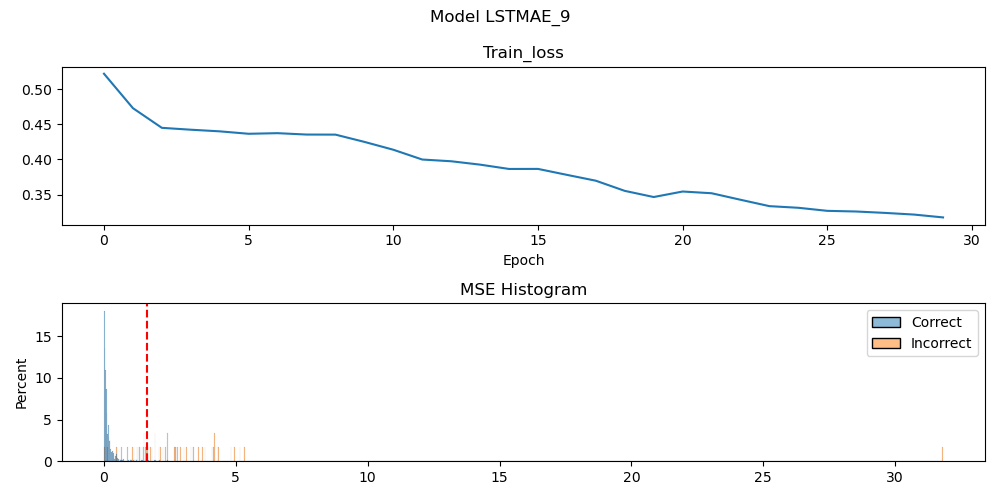 Model LSTMAE_9
Train_loss
0.50
0.45
0.40
0.35
0 5 10 15 20 25 30
Epoch
MSE Histogram
Percent
15
10
5
0
Correct
Incorrect
0 5 10 15 20 25 30